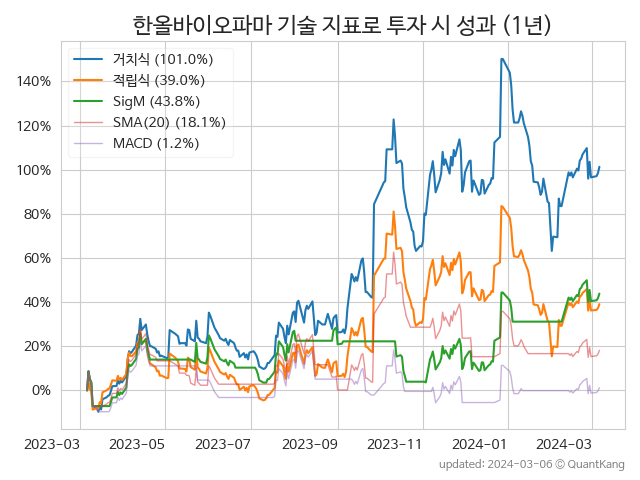 한올바이오파마 기술 지표로 투자 시 성과 (1년)
거치식 (101.0%)
적립식 (39.0%)
SigM (43.8%)
SMA(20) (18.1%)
MACD (1.2%)
140%
120%
100%
80%
60%
40%
20%
0%
2023-03 2023-05 2023-07 2023-09 2023-11 2024-01 2024-03
updated: 2024-03-06 © QuantKang